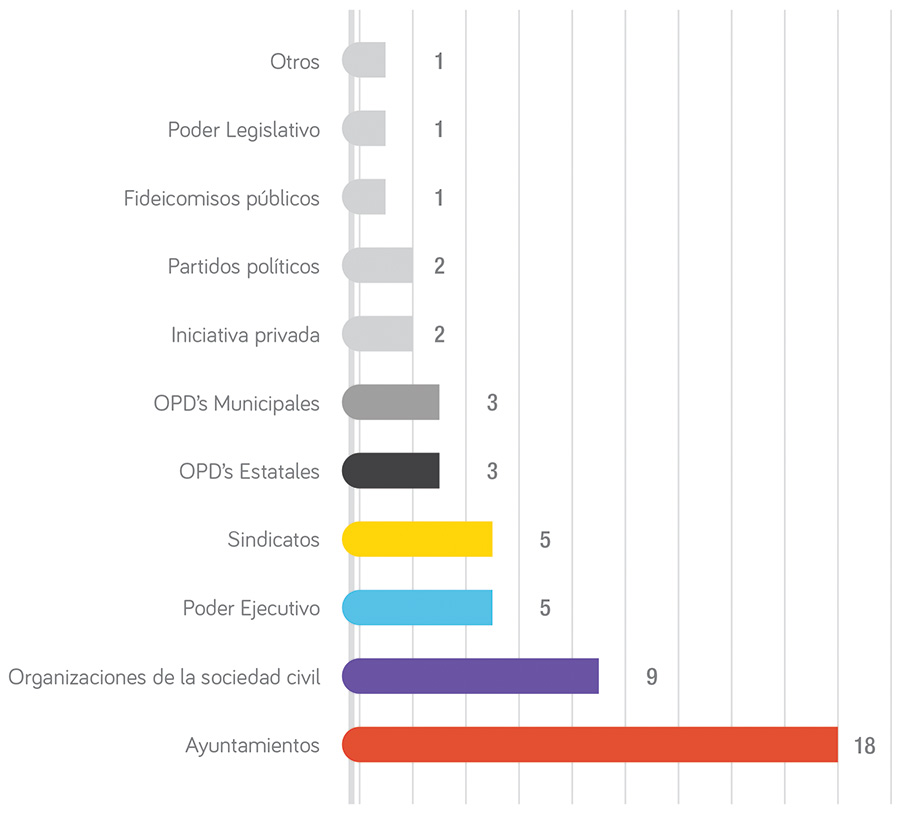 Otros 1
Poder Legislativo 1
Fideicomisos públicos 1
Partidos políticos 2
Iniciativa privada 2
OPD's Municipales 3
OPD's Estatales 3
Sindicatos 5
Poder Ejecutivo 5
Organizaciones de la sociedad civil 9
Ayuntamientos 18